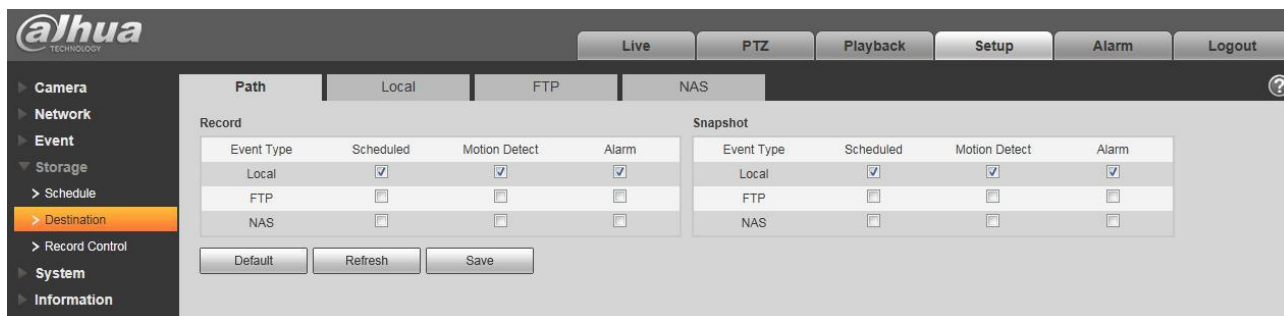 alhua
TECHNOLOGY
Live PTZ Playback Setup Alarm Logout
Camera
Network
Event
Storage
> Schedule
> Destination
> Record Control
System
Information
Path Local FTP NAS
?
Record
Event Type Scheduled Motion Detect Alarm
Local
FTP
NAS
Snapshot
Event Type Scheduled Motion Detect Alarm
Local
FTP
NAS
Default Refresh Save